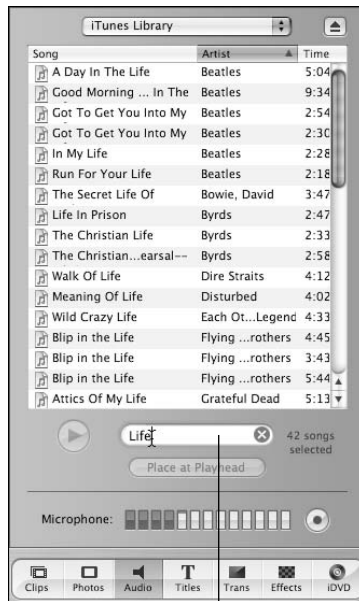 iTunes Library
Song Artist Time
A Day In The Life Beatles 5:04
Good Morning ... In The Beatles 9:34
Got To Get You Into My Beatles 2:54
Got To Get You Into My Beatles 2:30
In My Life Beatles 2:28
Run For Your Life Beatles 2:18
The Secret Life Of Bowie, David 3:47
Life In Prison Byrds 2:47
The Christian Life Byrds 2:33
The Christian...earsal-- Byrds 2:58
Walk Of Life Dire Straits 4:12
Meaning Of Life Disturbed 4:02
Wild Crazy Life Each Ot...Legend 4:33
Blip in the Life Flying ...rothers 4:45
Blip in the Life Flying ...rothers 3:43
Blip in the Life Flying ...rothers 5:44
Attics Of My Life Grateful Dead 5:13
Life 42 songs
selected
Place at Playhead
Microphone:
Clips Photos Audio Titles Trans Effects iDVD